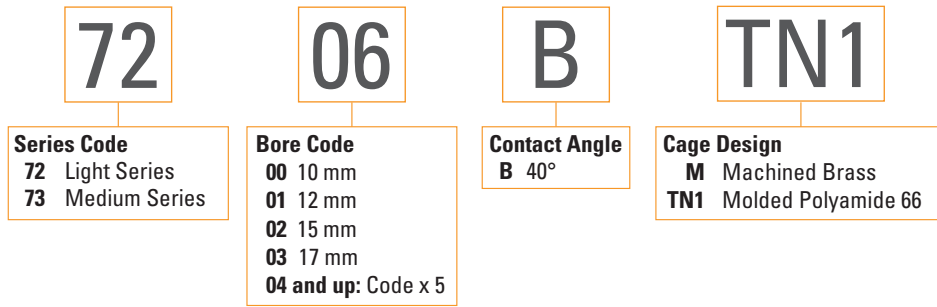 72 06 B TN1
Series Code
72 Light Series
73 Medium Series
Bore Code
00 10 mm
01 12 mm
02 15 mm
03 17 mm
04 and up: Code x 5
Contact Angle
B 40°
Cage Design
M Machined Brass
TN1 Molded Polyamide 66